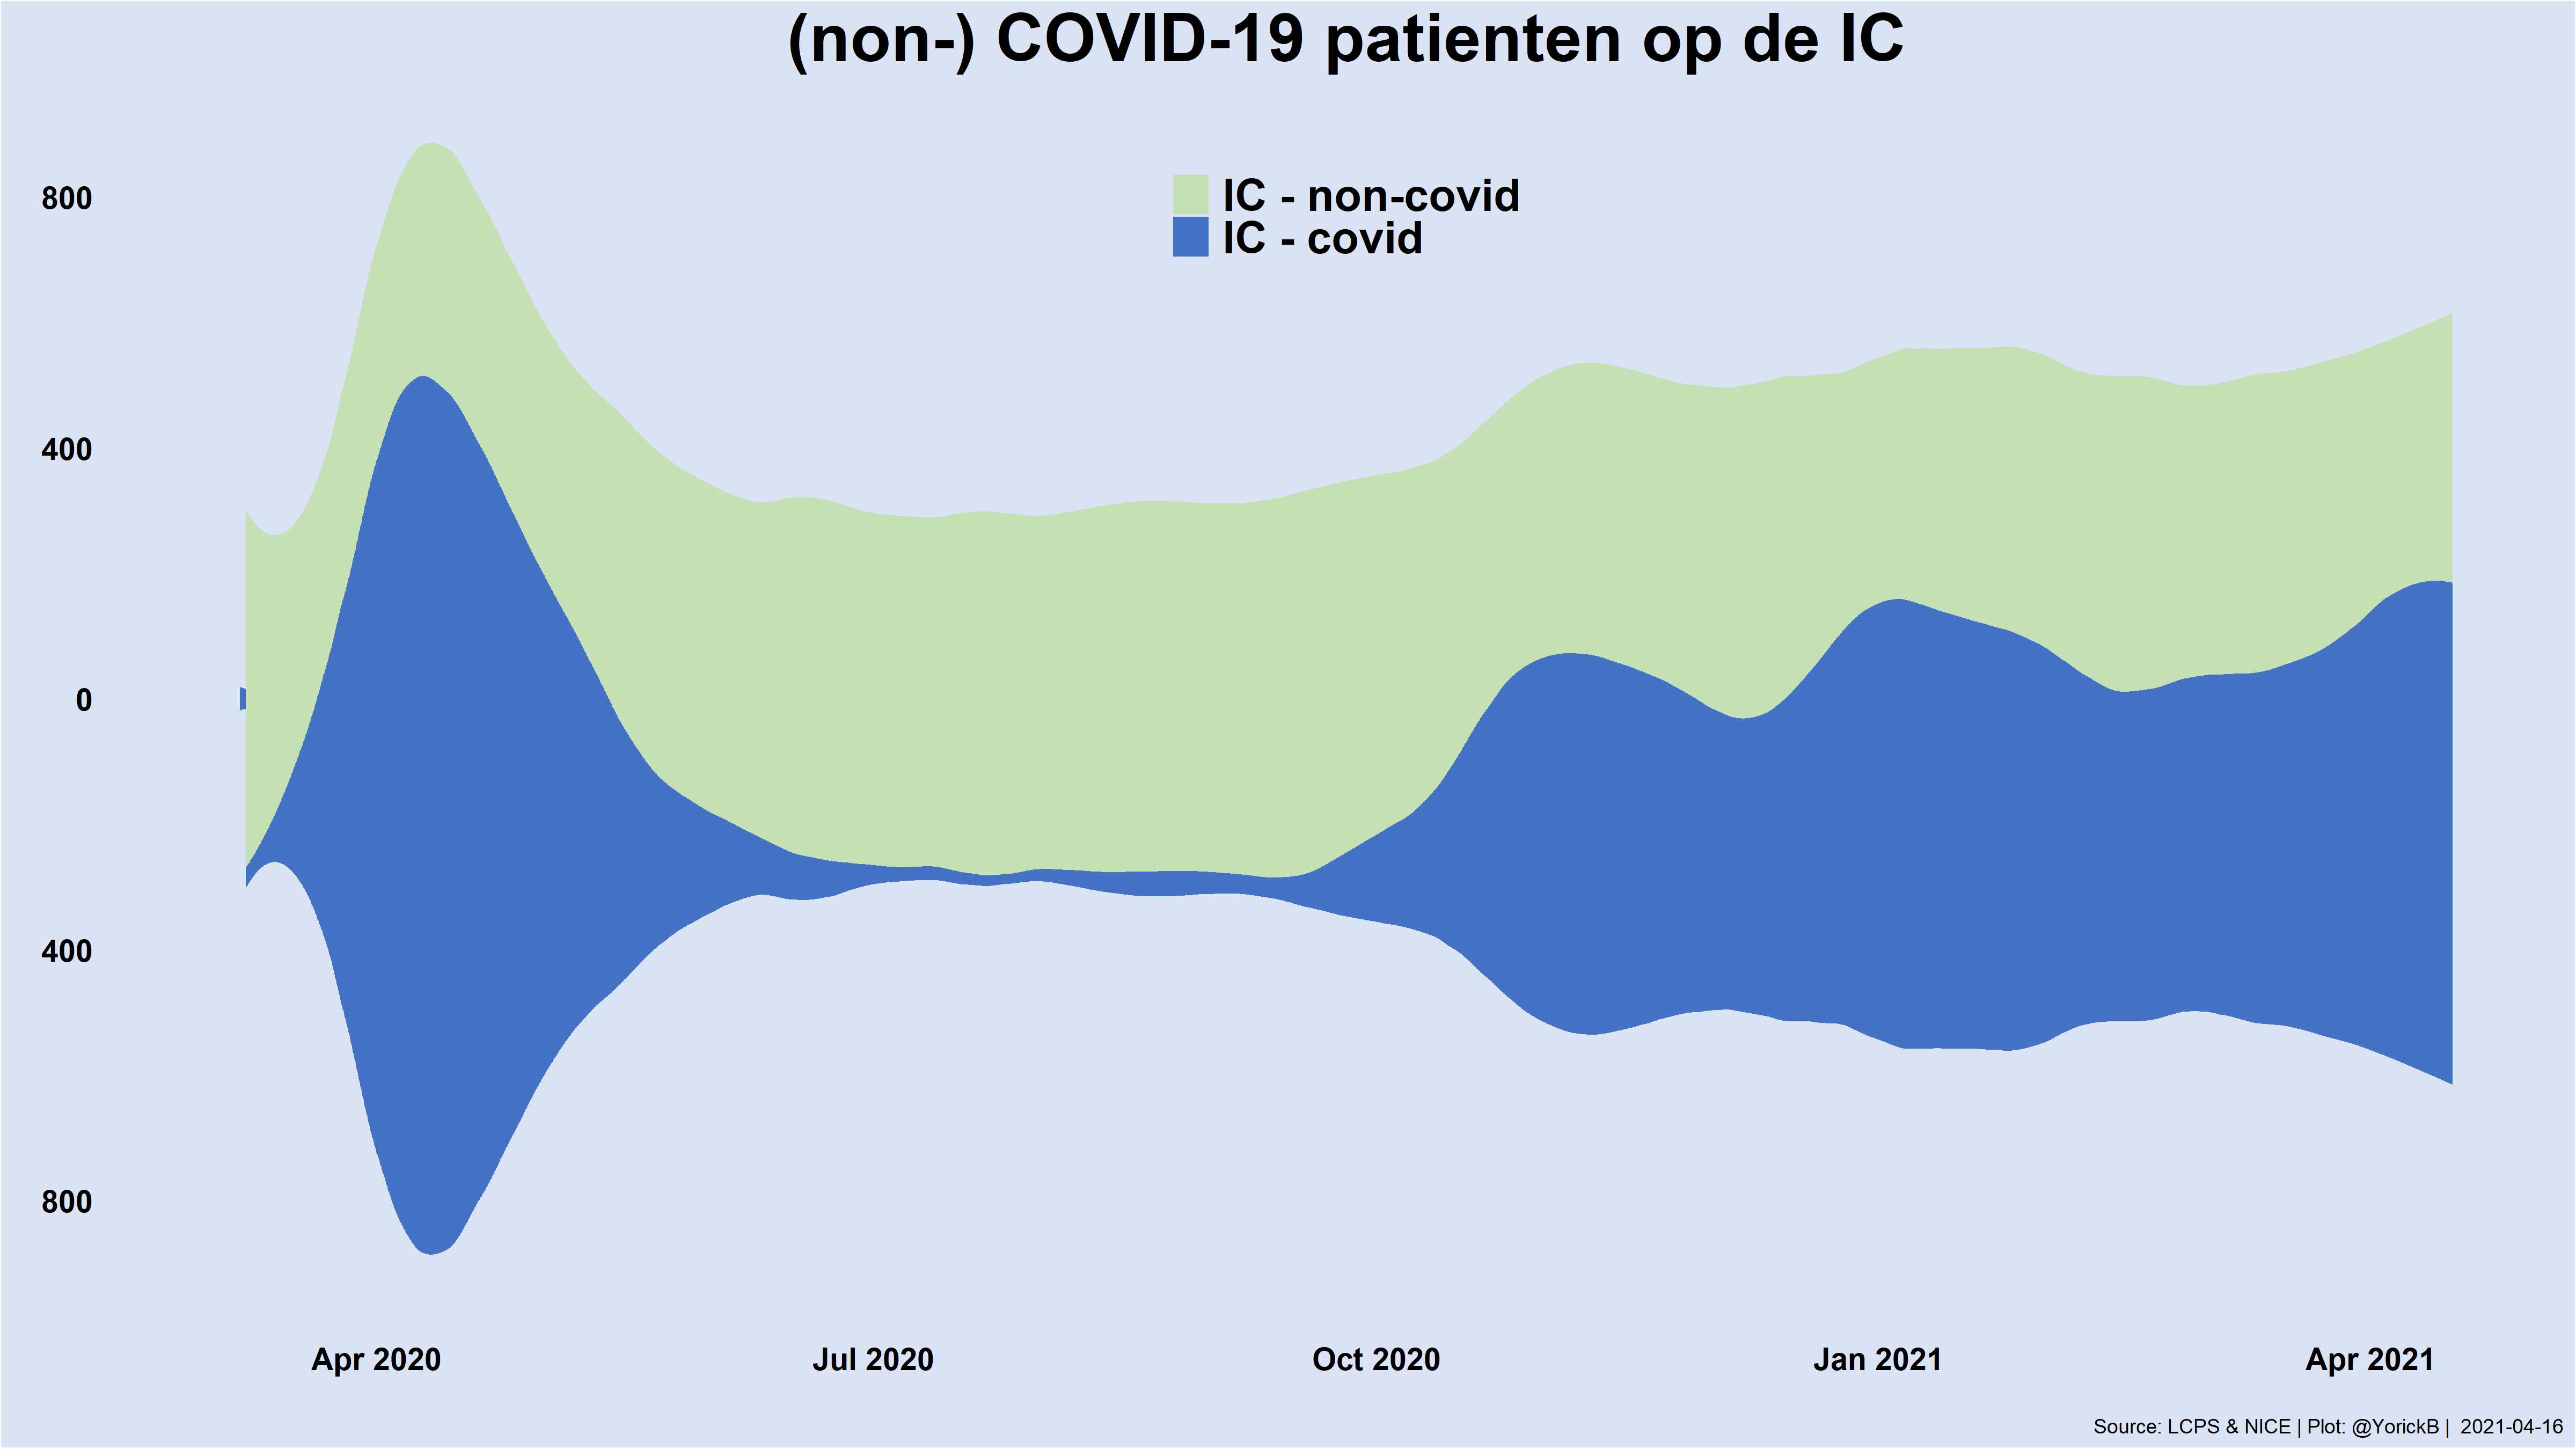 (non-) COVID-19 patienten op de IC
IC - non-covid
IC - covid
800
400
0
400
800
Apr 2020
Jul 2020
Oct 2020
Jan 2021
Apr 2021
Source: LCPS & NICE | Plot: @YorickB | 2021-04-16